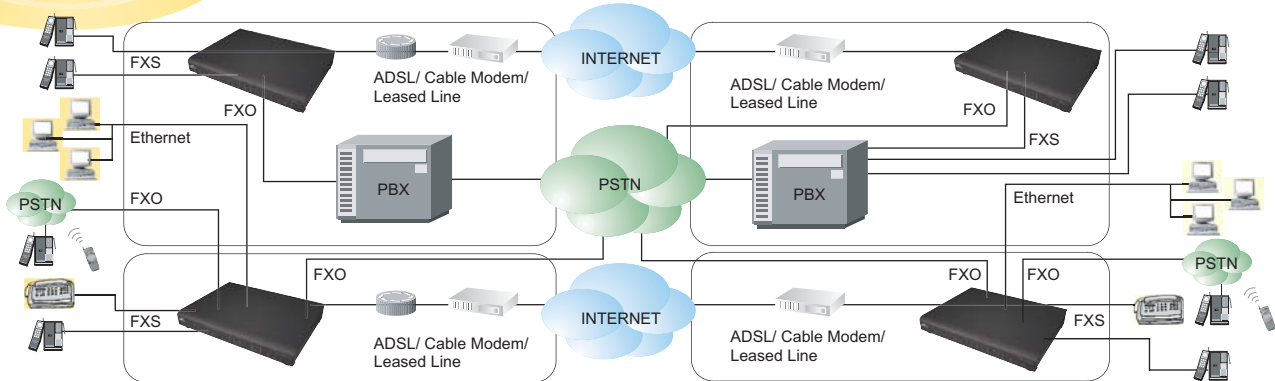 FXS
ADSL/ Cable Modem/
Leased Line
INTERNET
ADSL/ Cable Modem/
Leased Line
FXO
FXO
Ethernet
FXS
PBX
PSTN
PBX
PSTN
FXO
Ethernet
FXO
FXO
FXO
PSTN
FXS
INTERNET
FXS
ADSL/ Cable Modem/
Leased Line
ADSL/ Cable Modem/
Leased Line